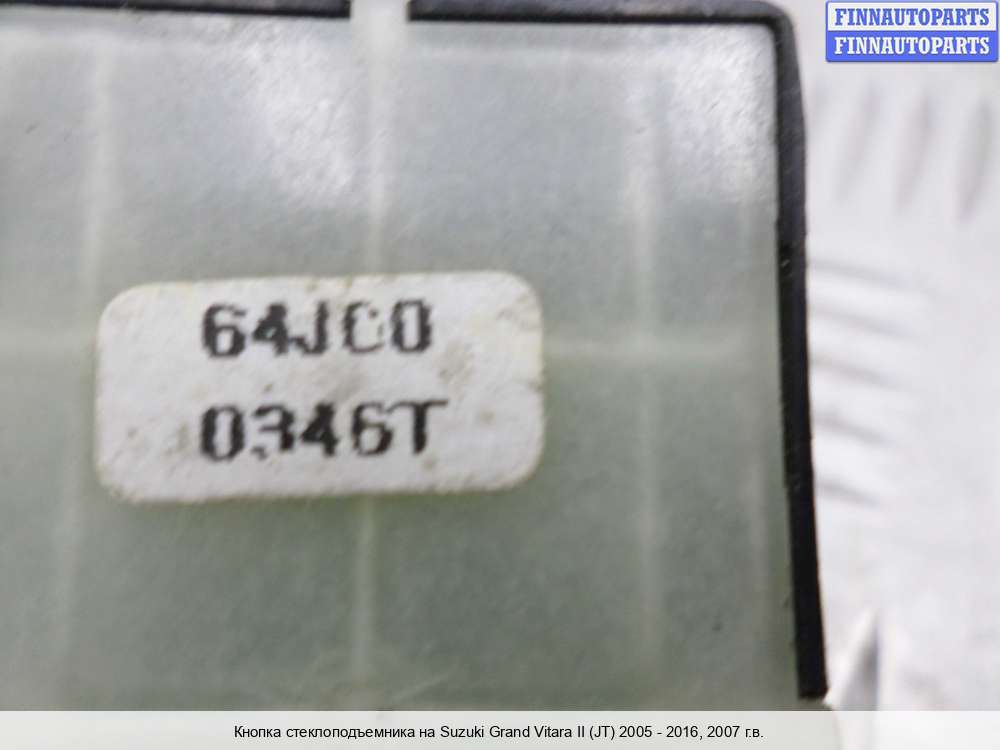 FINNAUTOPARTS
FINNAUTOPARTS
64JC0
0346T
Кнопка стеклоподъемника на Suzuki Grand Vitara II (JT) 2005 - 2016, 2007 г.в.